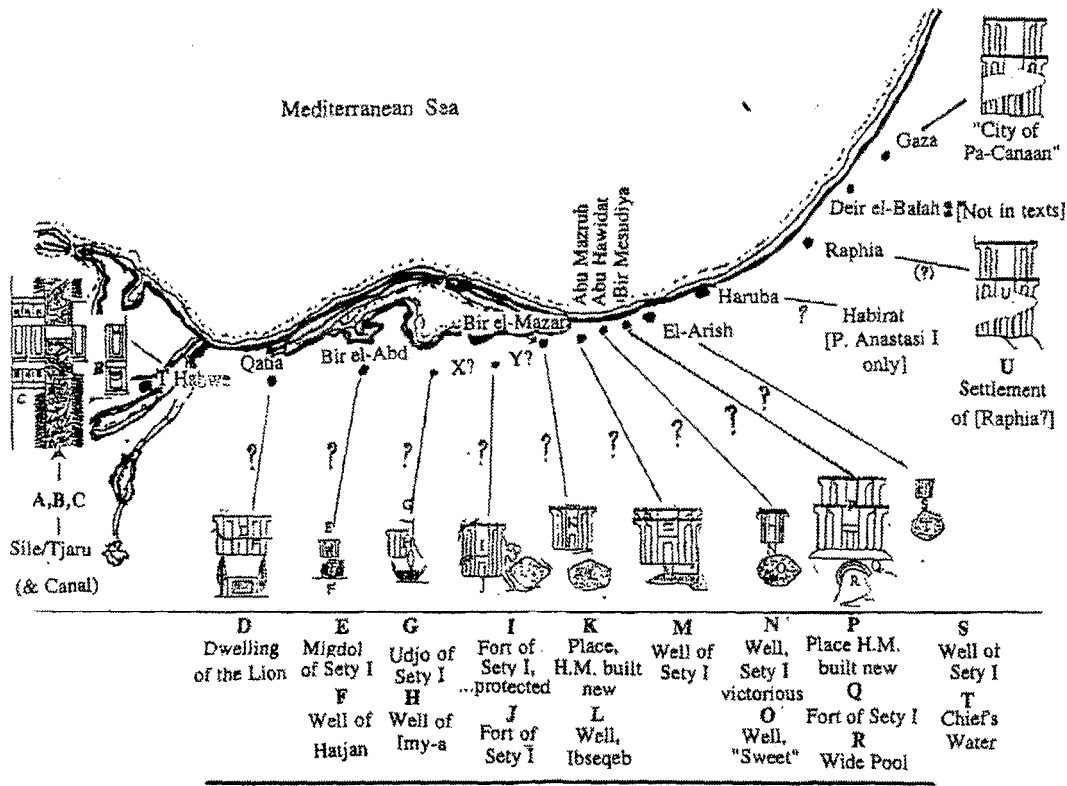 Mediterranean Sea
"City of
Pa-Canaan"
Gaza
Deir el-Balah
[Not in texts]
Raphia
(?)
Abu Mazruh
Abu Hawidat
Bir Mesudiya
Haruba
?
Habirat
[P. Anastasi I
only]
El-Arish
U
U
Settlement
of [Raphia?]
Bir el-Mazar
Bir el-Abd
Qatia
X?
Y?
T. Habwe
B
C
A,B,C
Sile/Tjaru
(& Canal)
?
?
?
?
?
?
?
?
?
E
F
G
I
N
O
P
Q
R
D
Dwelling
of the Lion
E
Migdol
of Sety I
F
Well of
Hatjan
G
Udjo of
Sety I
H
Well of
Imy-a
I
Fort of
Sety I,
...protected
J
Fort of
Sety I
K
Place,
H.M. built
new
L
Well,
Ibseqeb
M
Well of
Sety I
N
Well,
Sety I
victorious
O
Well,
"Sweet"
P
Place H.M.
built new
Q
Fort of Sety I
R
Wide Pool
S
Well of
Sety I
T
Chief's
Water